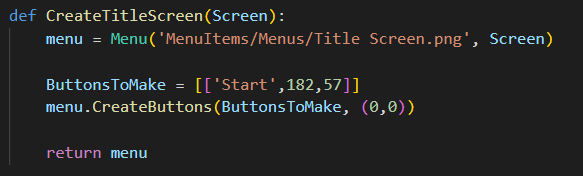 def CreateTitleScreen(Screen):
    menu = Menu('MenuItems/Menus/Title Screen.png', Screen)
    ButtonsToMake = [['Start',182,57]]
    menu.CreateButtons(ButtonsToMake, (0,0))
    return menu